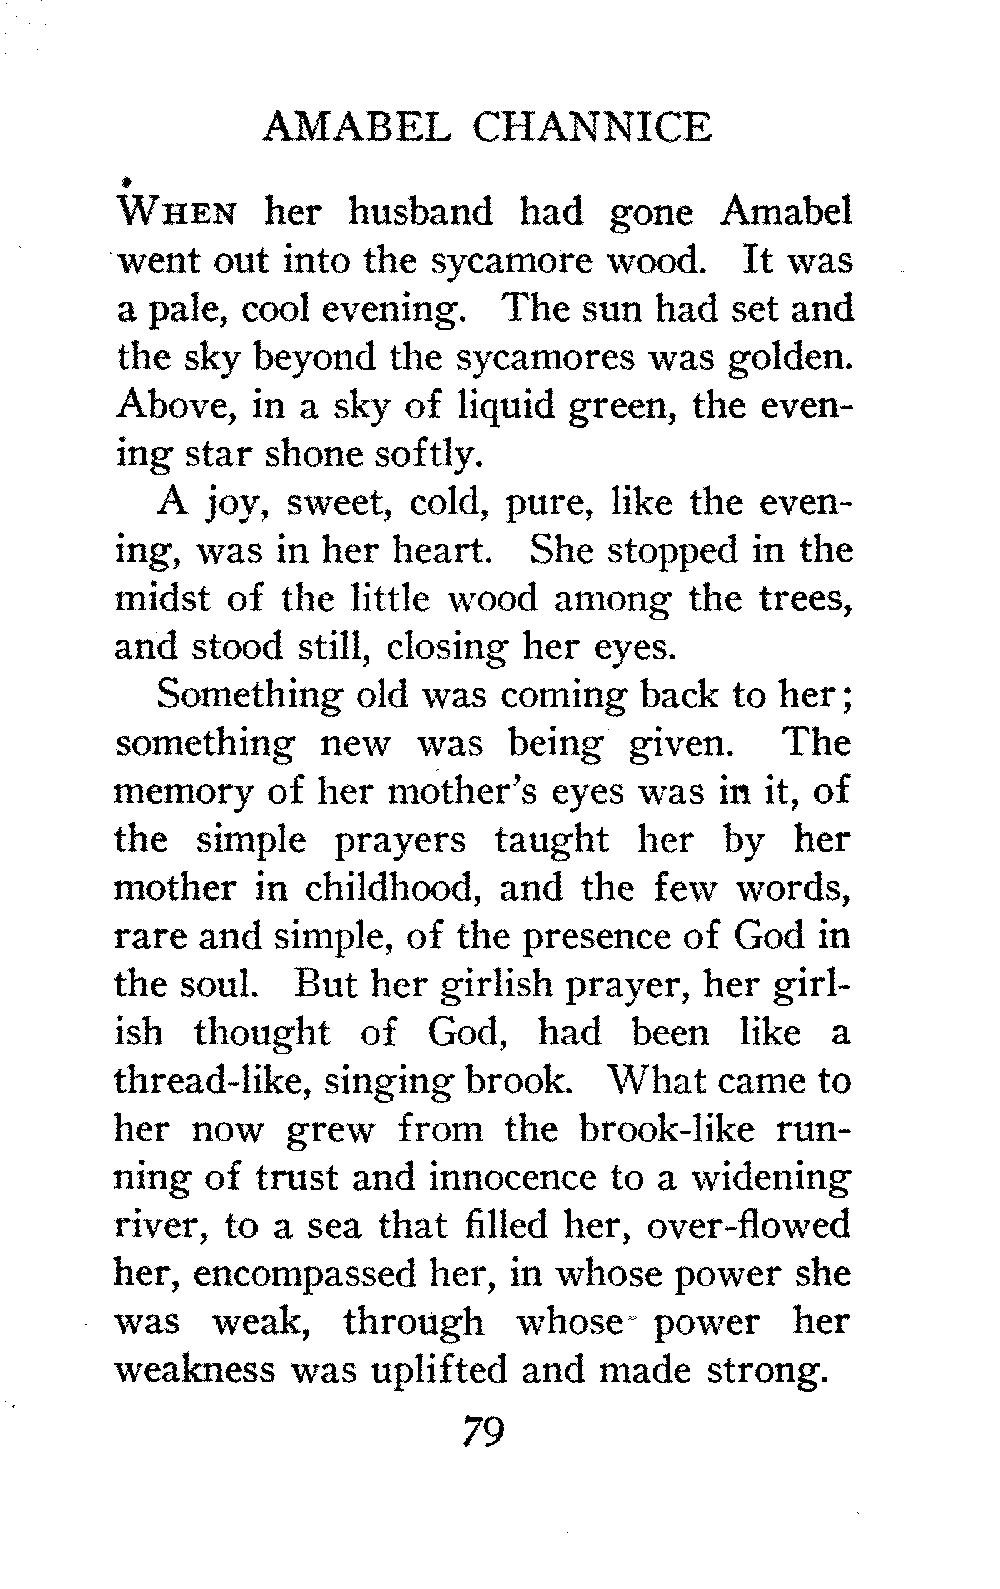 AMABEL CHANNICE
WHEN her husband had gone Amabel
went out into the sycamore wood. It was
a pale, cool evening. The sun had set and
the sky beyond the sycamores was golden.
Above, in a sky of liquid green, the even-
ing star shone softly.
A joy, sweet, cold, pure, like the even-
ing, was in her heart. She stopped in the
midst of the little wood among the trees,
and stood still, closing her eyes.
Something old was coming back to her;
something new was being given. The
memory of her mother's eyes was in it, of
the simple prayers taught her by her
mother in childhood, and the few words,
rare and simple, of the presence of God in
the soul. But her girlish prayer, her girl-
ish thought of God, had been like a
thread-like, singing brook. What came to
her now grew from the brook-like run-
ning of trust and innocence to a widening
river, to a sea that filled her, over-flowed
her, encompassed her, in whose power she
was weak, through whose power her
weakness was uplifted and made strong.
79